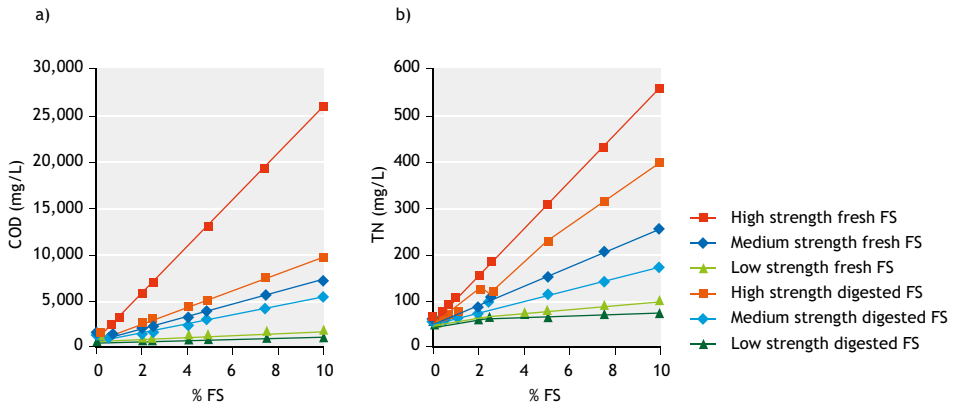 a)
30,000
25,000
20,000
15,000
10,000
5,000
0
COD (mg/L)
0 2 4 6 8 10
% FS
b)
600
500
400
300
200
100
0
TN (mg/L)
0 2 4 6 8 10
% FS
High strength fresh FS
Medium strength fresh FS
Low strength fresh FS
High strength digested FS
Medium strength digested FS
Low strength digested FS